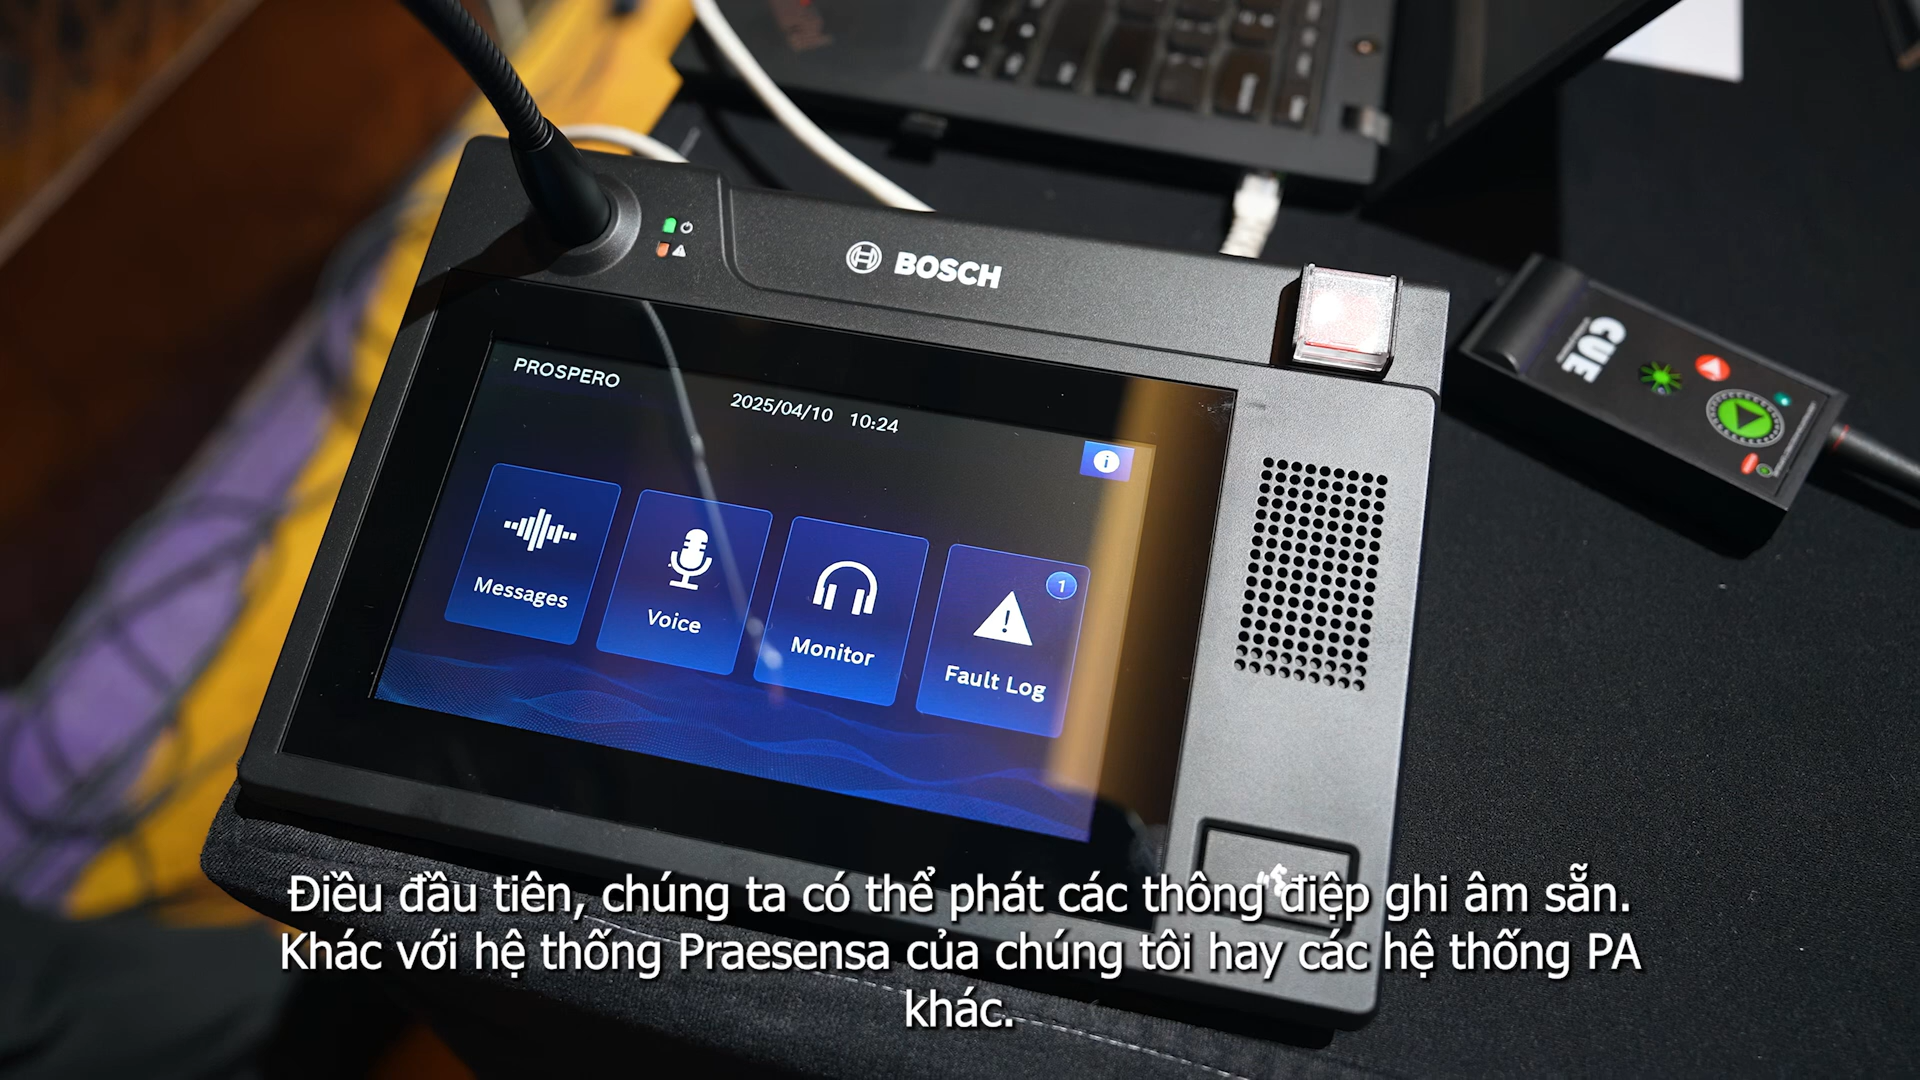 BOSCH
CUE
PROSPERO
2025/04/10 10:24
Messages
Voice
Monitor
1
Fault Log
Điều đầu tiên, chúng ta có thể phát các thông điệp ghi âm sẵn.
Khác với hệ thống Praesensa của chúng tôi hay các hệ thống PA
khác.